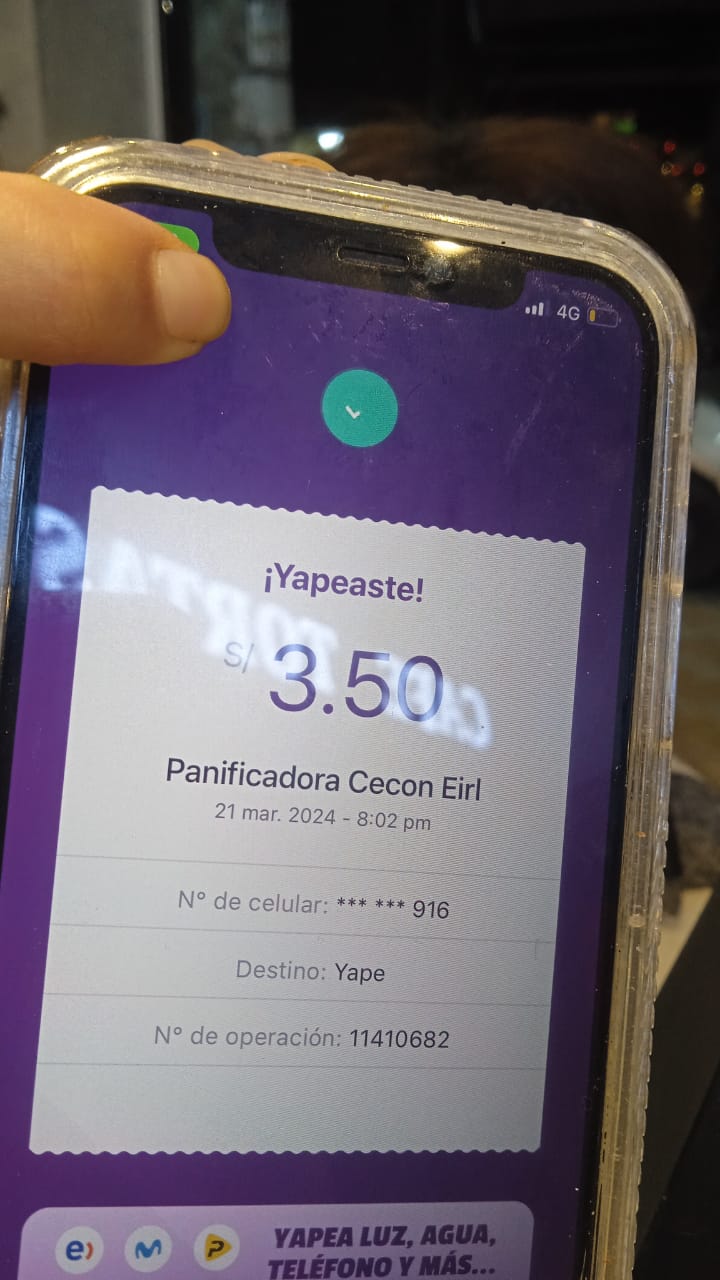 4G
¡Yapeaste!
S/ 3.50
Panificadora Cecon Eirl
21 mar. 2024 - 8:02 pm
N° de celular: *** *** 916
Destino: Yape
N° de operación: 11410682
e)
P
YAPEA LUZ, AGUA,
TELÉFONO Y MÁS...